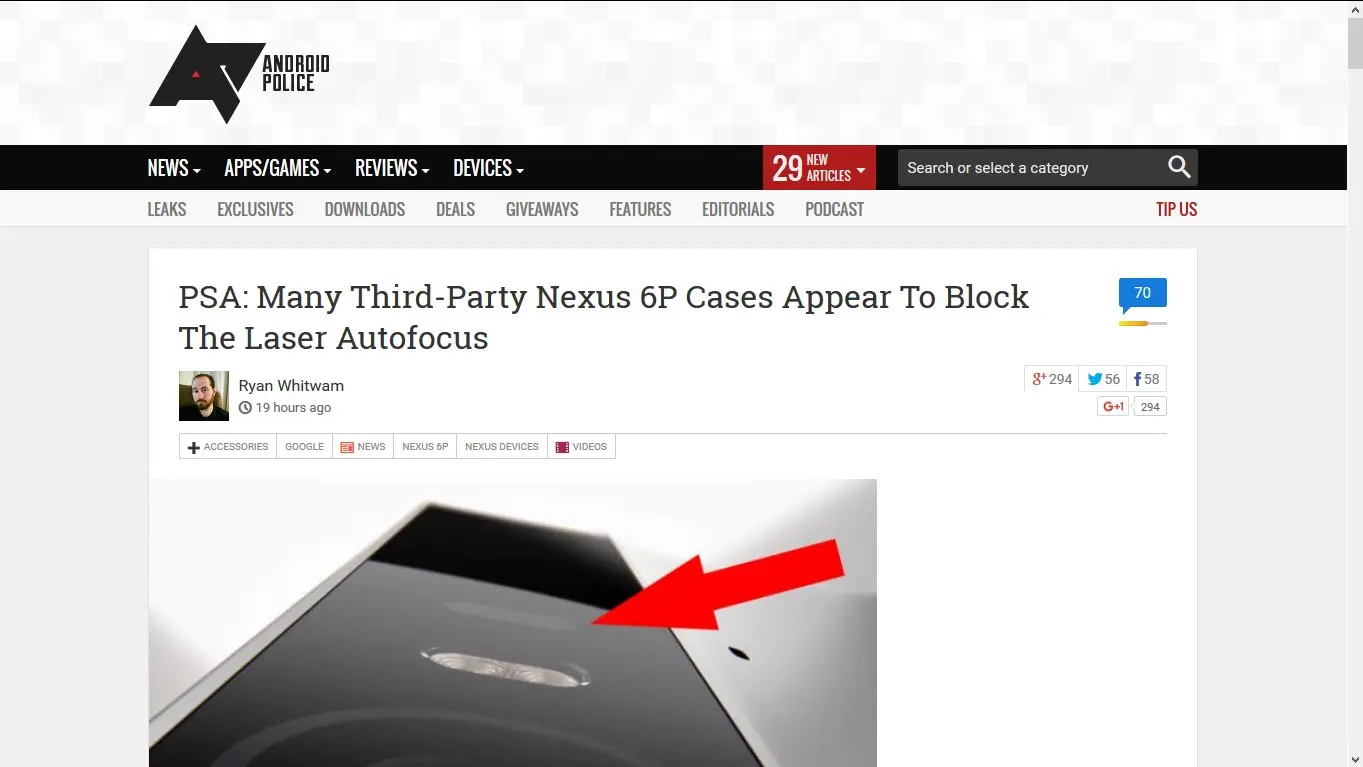 ANDROID
POLICE
NEWS APPS/GAMES REVIEWS DEVICES 29 NEW ARTICLES Search or select a category
LEAKS EXCLUSIVES DOWNLOADS DEALS GIVEAWAYS FEATURES EDITORIALS PODCAST TIP US
PSA: Many Third-Party Nexus 6P Cases Appear To Block
The Laser Autofocus
70
Ryan Whitwam
19 hours ago
g+ 294 56 f 58
G+1 294
ACCESSORIES GOOGLE NEWS NEXUS 6P NEXUS DEVICES VIDEOS